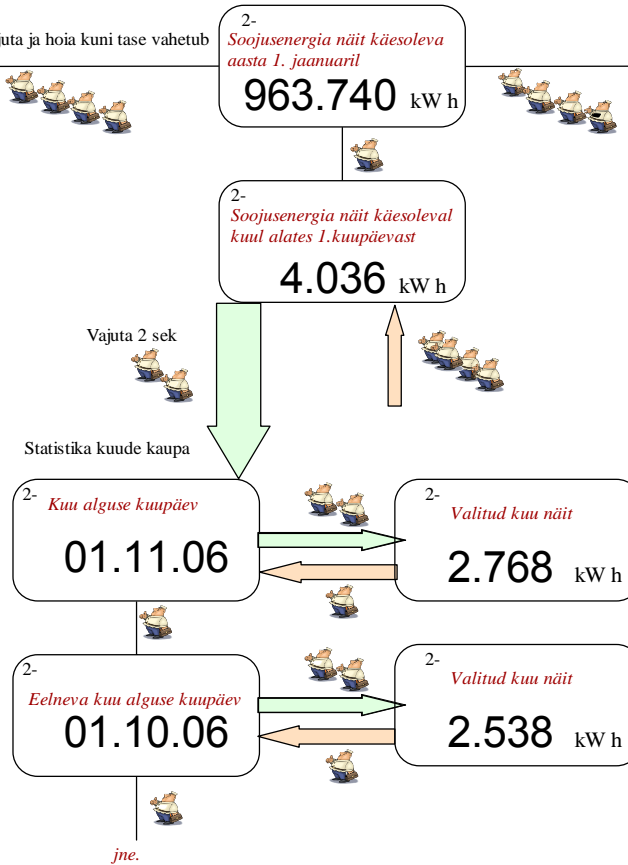 ja hoia kuni tase vahetub
2-
Soojusenergia näit käesoleva
aasta 1. jaanuaril
963.740 kW h
2-
Soojusenergia näit käesoleval
kuul alates 1.kuupäevast
4.036 kW h
Vajuta 2 sek
Statistika kuude kaupa
2-
Kuu alguse kuupäev
01.11.06
2-
Valitud kuu näit
2.768 kW h
2-
Eelneva kuu alguse kuupäev
01.10.06
2-
Valitud kuu näit
2.538 kW h
jne.